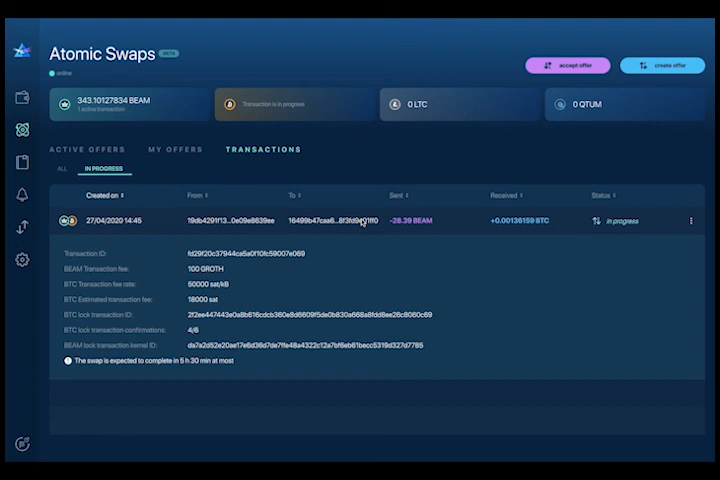 Atomic Swaps BETA
online
accept offer
create offer
343.10127834 BEAM
1 active transaction
Transaction is in progress
0 LTC
0 QTUM
ACTIVE OFFERS MY OFFERS TRANSACTIONS
ALL IN PROGRESS
Created on From To Sent Received Status
27/04/2020 14:45 19db4291f13...0e09e8639ee -28.39 BEAM +0.00136159 BTC in progress
Transaction ID: fd29f20c37944ca5a0f10fc59007e069
BEAM Transaction fee: 100 GROTH
BTC Transaction fee rate: 50000 sat/kB
BTC Estimated transaction fee: 18000 sat
BTC lock transaction ID: 2f2ee447443e0a8b616cdcb360e8d6609f5de0b830a668a8fdd8ee26c8060c69
BTC lock transaction confirmations: 4/6
BEAM lock transaction kernel ID: da7a2d52e20ae17e6d36d7de7ffe48a4322c12a7bf6eb61becc5319d327d7785
The swap is expected to complete in 5 h 30 min at most